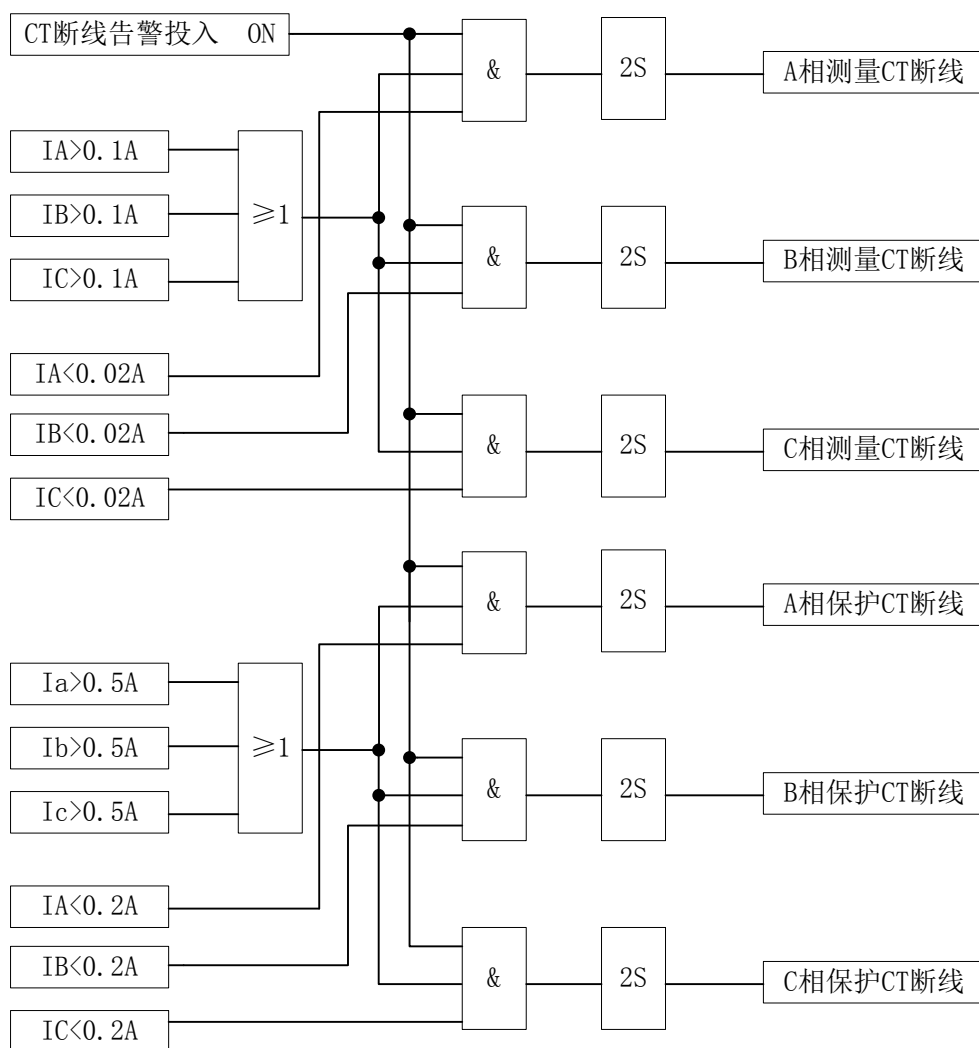 CT断线告警投入 ON
&
2S
A相测量CT断线
IA>0.1A
IB>0.1A
IC>0.1A
≥1
&
2S
B相测量CT断线
IA<0.02A
IB<0.02A
IC<0.02A
&
2S
C相测量CT断线
&
2S
A相保护CT断线
Ia>0.5A
Ib>0.5A
Ic>0.5A
≥1
&
2S
B相保护CT断线
IA<0.2A
IB<0.2A
IC<0.2A
&
2S
C相保护CT断线